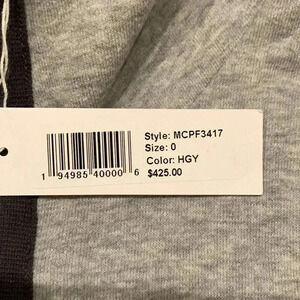 Style: MCPF3417
Size: 0
Color: HGY
$425.00
1 94985 40000 6